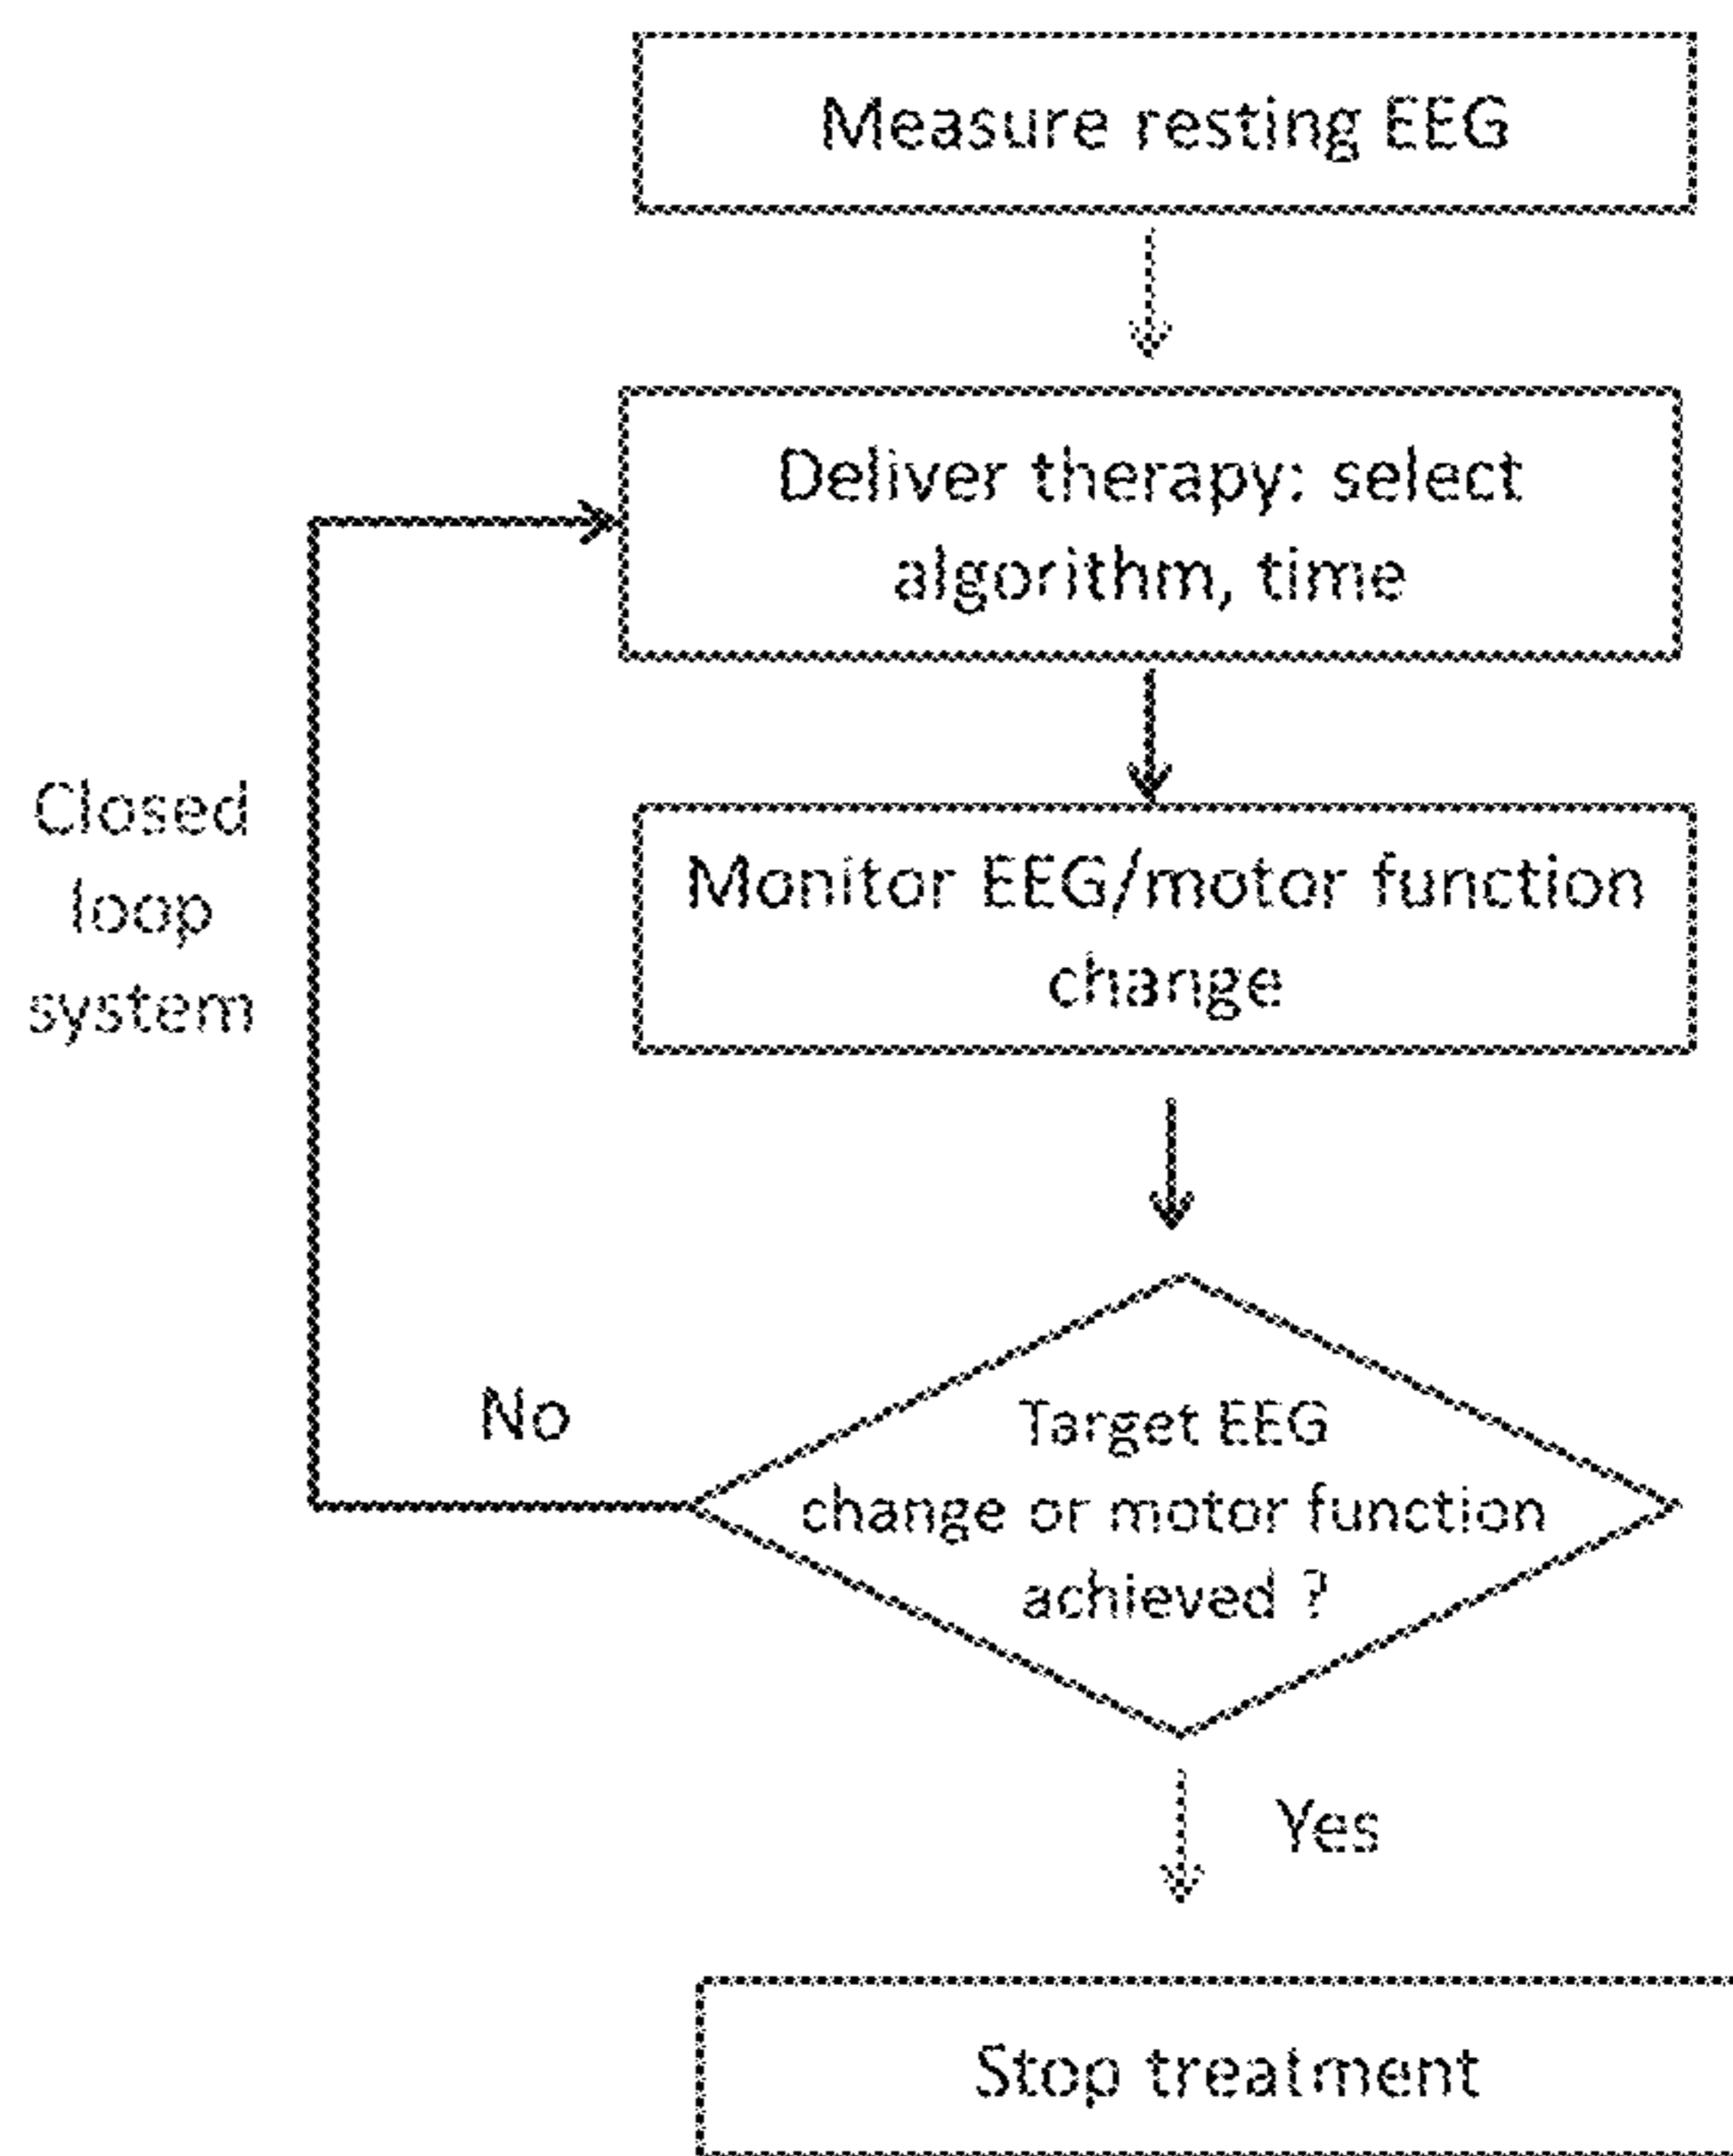 Measure resting EEG
Deliver therapy: select
algorithm, time
Closed
loop
system
Monitor EEG/motor function
change
No
Target EEG
change or motor function
achieved ?
Yes
Stop treatment